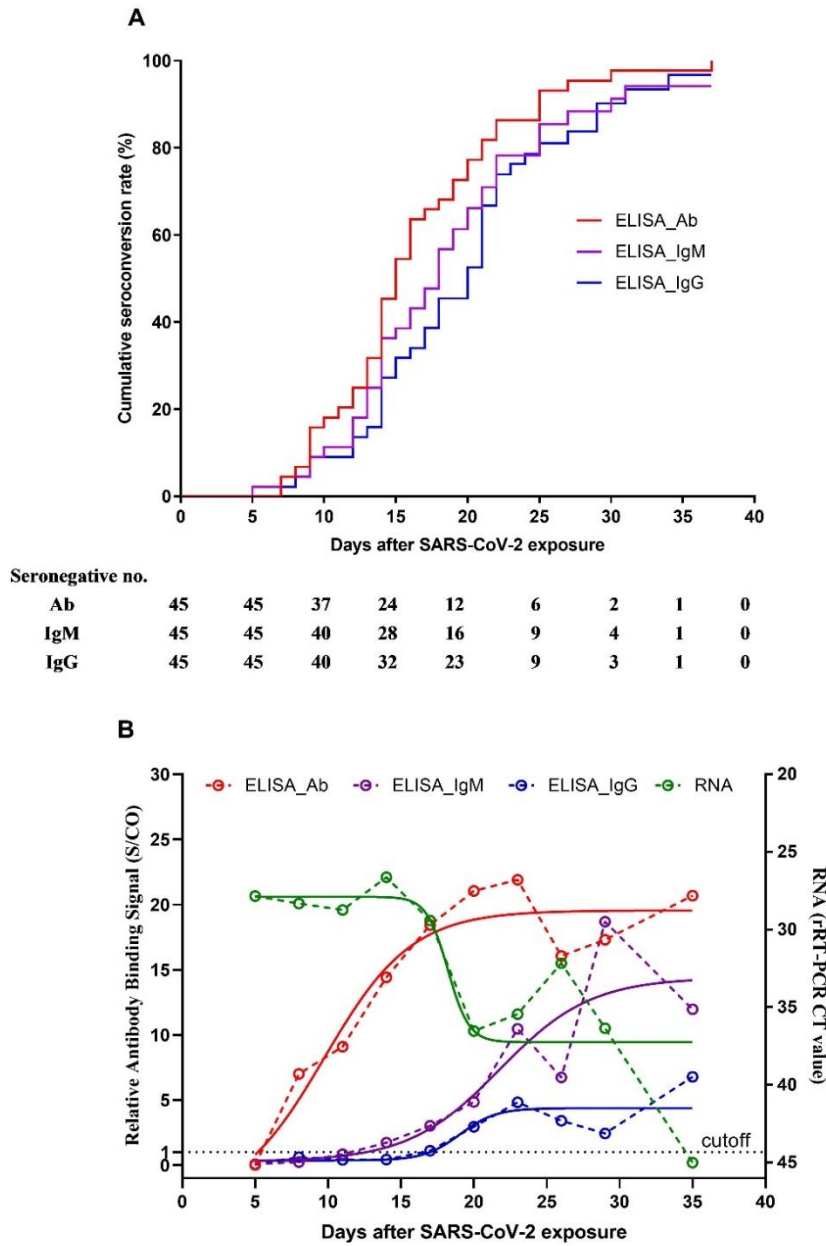 A
Cumulative seroconversion rate (%)
100
80
60
40
20
0
ELISA_Ab
ELISA_IgM
ELISA_IgG
0 5 10 15 20 25 30 35 40
Days after SARS-CoV-2 exposure
Seronegative no.
Ab 45 45 37 24 12 6 2 1 0
IgM 45 45 40 28 16 9 4 1 0
IgG 45 45 40 32 23 9 3 1 0
B
Relative Antibody Binding Signal (S/CO)
30
25
20
15
10
5
1
0
ELISA_Ab ELISA_IgM ELISA_IgG RNA
cutoff
20
25
30
35
40
45
RNA (rRT-PCR CT value)
0 5 10 15 20 25 30 35 40
Days after SARS-CoV-2 exposure